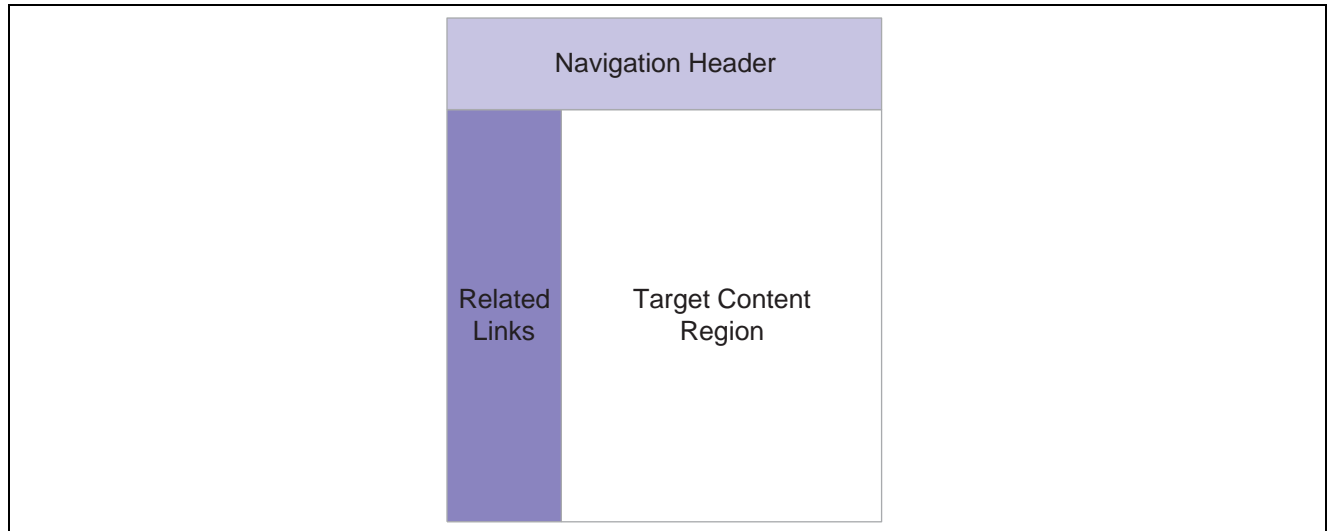 Navigation Header
Related
Links
Target Content
Region